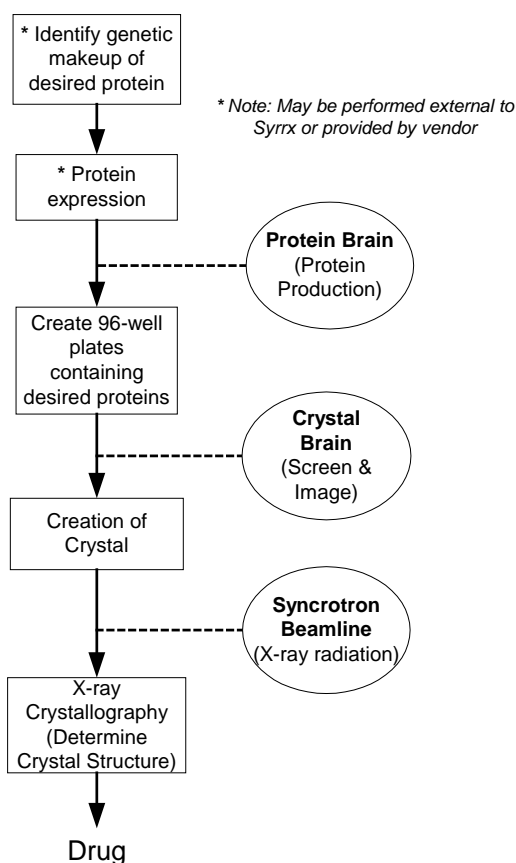 * Identify genetic
makeup of
desired protein
* Note: May be performed external to
Syrrx or provided by vendor
* Protein
expression
Protein Brain
(Protein
Production)
Create 96-well
plates
containing
desired proteins
Crystal
Brain
(Screen &
Image)
Creation of
Crystal
Syncrotron
Beamline
(X-ray radiation)
X-ray
Crystallography
(Determine
Crystal Structure)
Drug